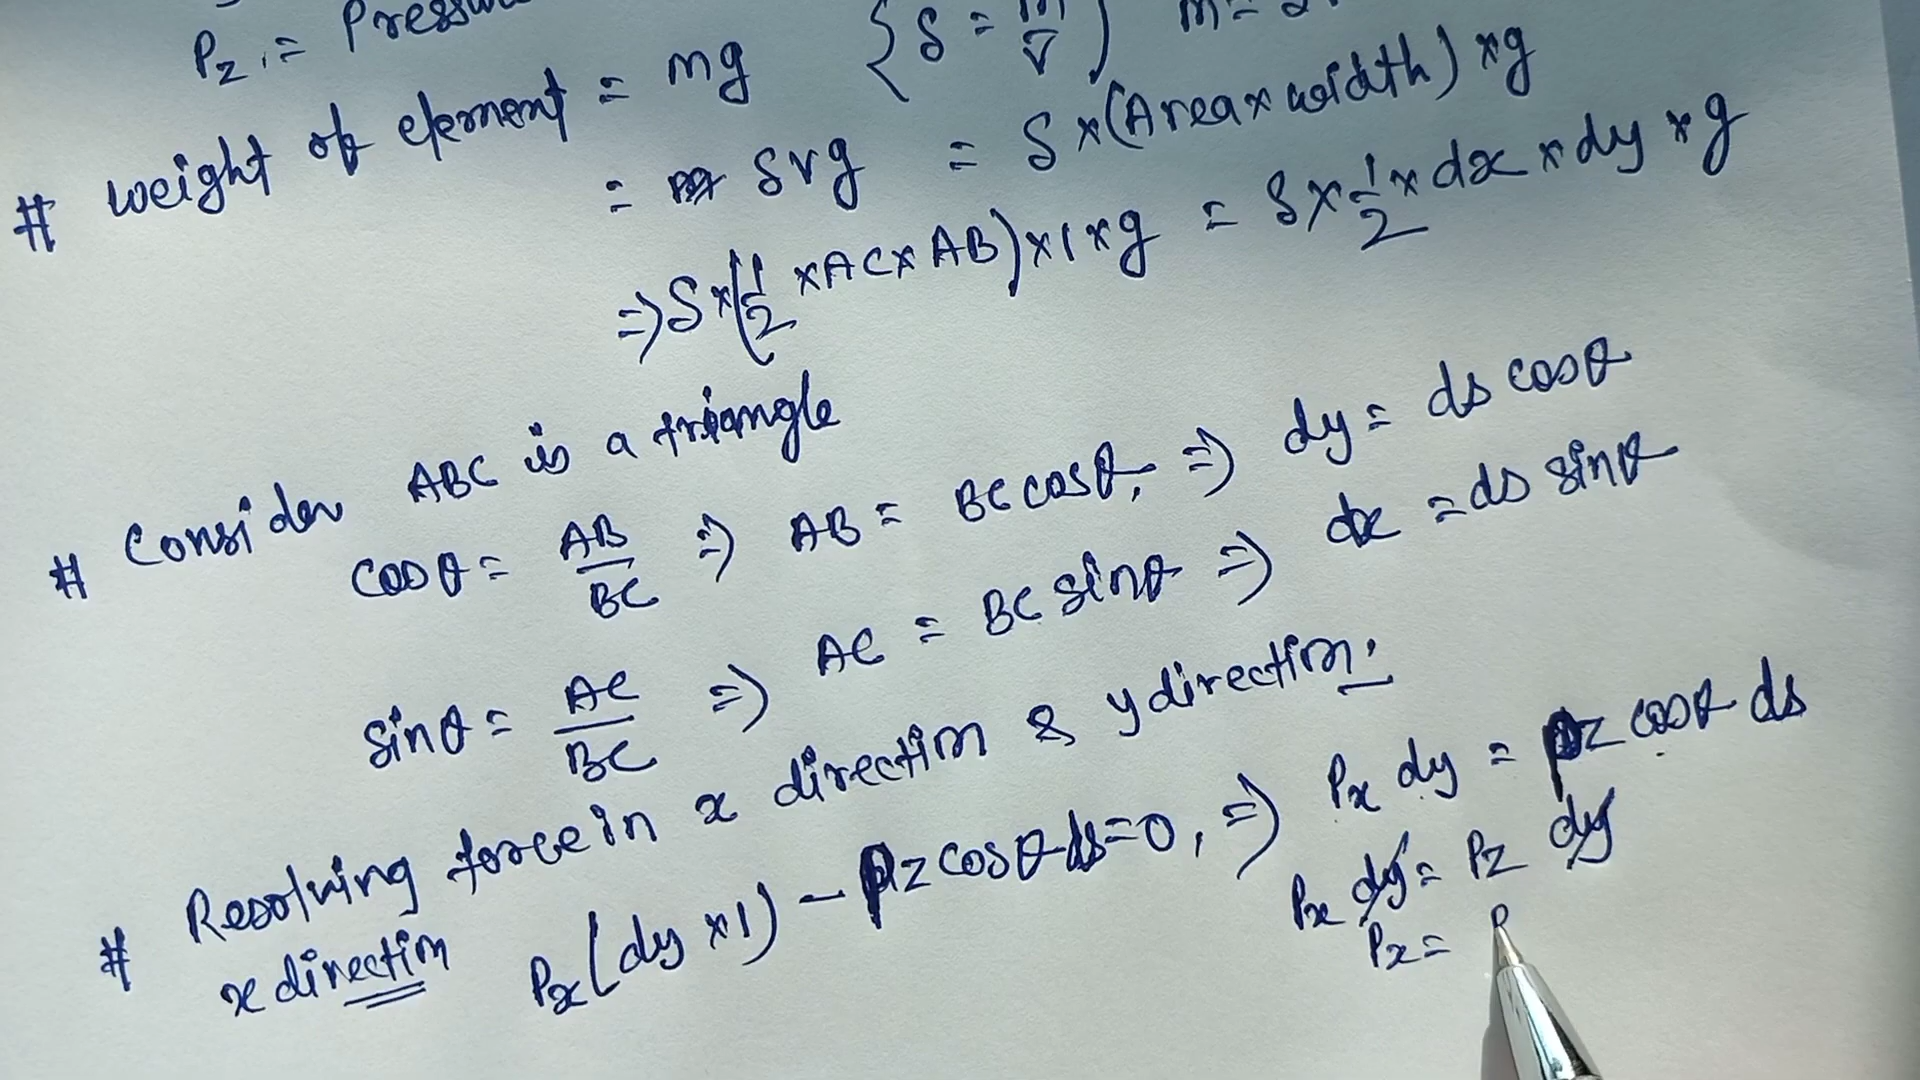 Pz = Pressu
{S = m/V} m =
# weight of element = mg
= SVg = S×(Area×width)×g
=> S×(1/2×AC×AB)×1×g = S×1/2×dx×dy×g
# Consider ABC is a triangle
cosθ = AB/BC => AB = BC cosθ, => dy = ds cosθ
sinθ = AC/BC => AC = BC sinθ => dx = ds sinθ
# Resolving force in x direction & y direction:
x direction Px(dy×1) - Pz cosθ ds = 0, => Px dy = Pz cosθ ds
Px dy = Pz dy
Px = P